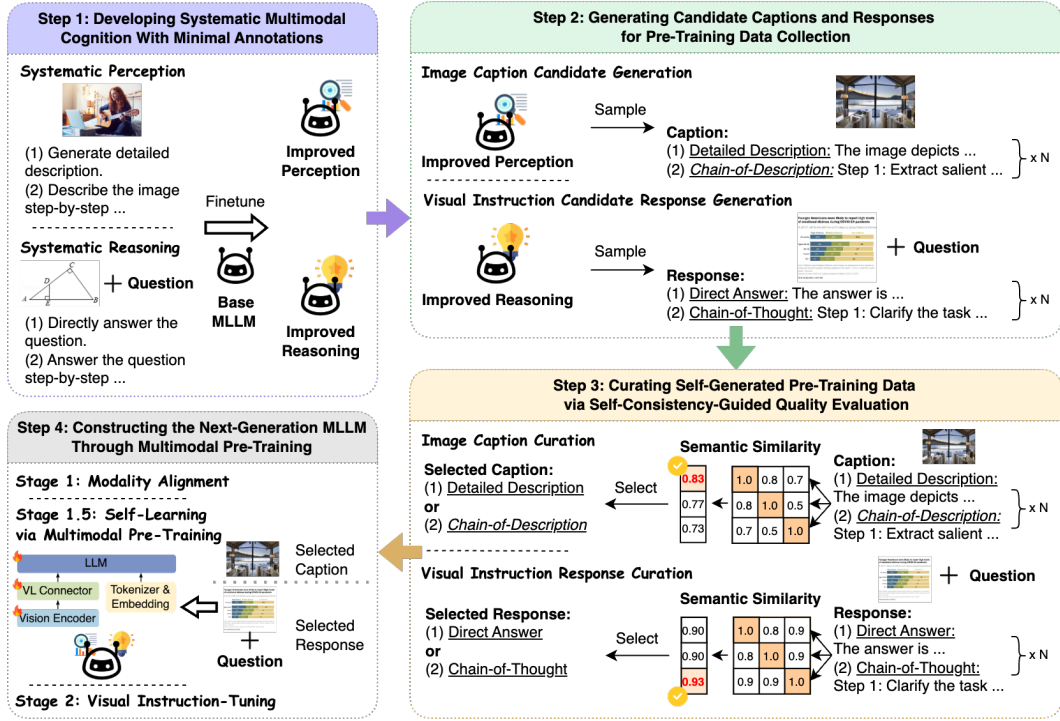 Step 1: Developing Systematic Multimodal
Cognition With Minimal Annotations
Systematic Perception
(1) Generate detailed
description.
(2) Describe the image
step-by-step ...
Systematic Reasoning
C
D
A
E
B
+ Question
(1) Directly answer the
question.
(2) Answer the question
step-by-step ...
Finetune
Base
MLLM
Improved
Perception
Improved
Reasoning
Step 2: Generating Candidate Captions and Responses
for Pre-Training Data Collection
Image Caption Candidate Generation
Improved Perception
Sample
Caption:
(1) Detailed Description: The image depicts ...
(2) Chain-of-Description: Step 1: Extract salient ...
x N
Visual Instruction Candidate Response Generation
Improved Reasoning
Sample
+ Question
Response:
(1) Direct Answer: The answer is ...
(2) Chain-of-Thought: Step 1: Clarify the task ...
x N
Step 3: Curating Self-Generated Pre-Training Data
via Self-Consistency-Guided Quality Evaluation
Image Caption Curation
Selected Caption:
(1) Detailed Description
or
(2) Chain-of-Description
Select
Semantic Similarity
0.83
0.77
0.73
1.0 0.8 0.7
0.8 1.0 0.5
0.7 0.5 1.0
Caption:
(1) Detailed Description:
The image depicts ...
(2) Chain-of-Description:
Step 1: Extract salient ...
x N
Visual Instruction Response Curation
Selected Response:
(1) Direct Answer
or
(2) Chain-of-Thought
Select
Semantic Similarity
0.90
0.90
0.93
1.0 0.8 0.9
0.8 1.0 0.9
0.9 0.9 1.0
+ Question
Response:
(1) Direct Answer:
The answer is ...
(2) Chain-of-Thought:
Step 1: Clarify the task ...
x N
Step 4: Constructing the Next-Generation MLLM
Through Multimodal Pre-Training
Stage 1: Modality Alignment
Stage 1.5: Self-Learning
via Multimodal Pre-Training
LLM
VL Connector
Tokenizer &
Embedding
Vision Encoder
Selected
Caption
Selected
Response
+
Question
Stage 2: Visual Instruction-Tuning